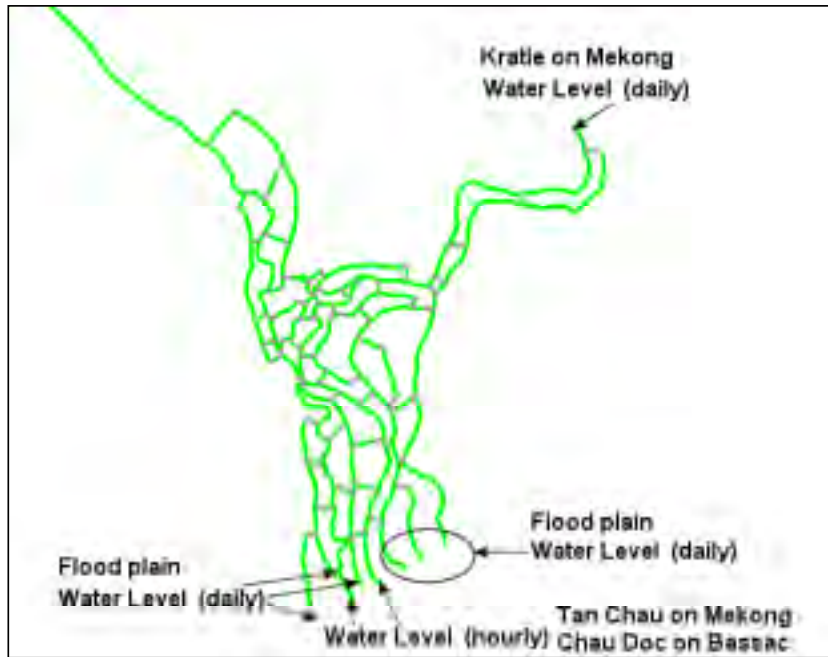 Kratie on Mekong
Water Level (daily)
Flood plain
Water Level (daily)
Flood plain
Water Level (daily)
Water Level (hourly)
Tan Chau on Mekong
Chau Doc on Bassac